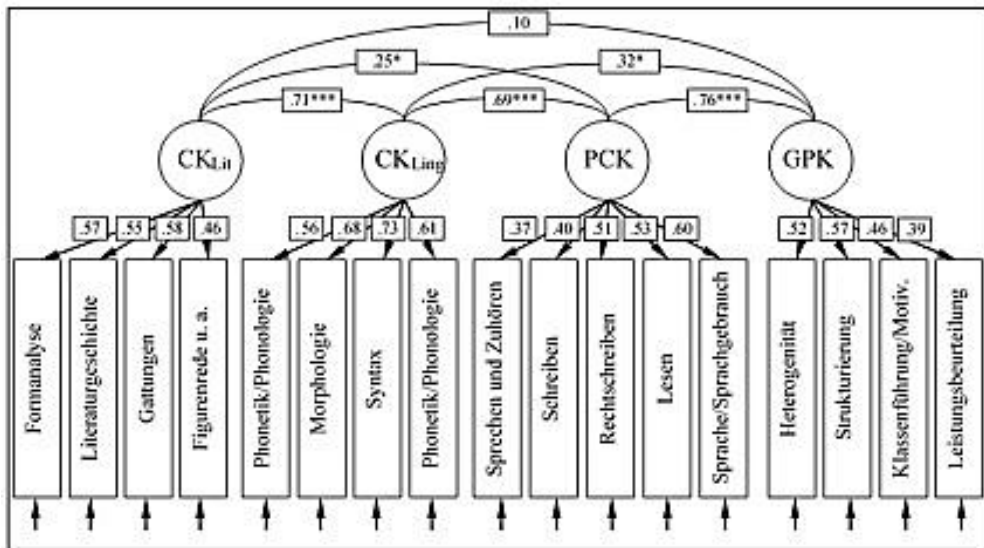 .10
.25* .32*
.71*** .69*** .76***
CKLit CKLing PCK GPK
.57 .55 .58 .46 .56 .68 .73 .61 .37 .40 .51 .53 .60 .52 .57 .46 .39
Formanalyse
Literaturgeschichte
Gattungen
Figurenrede u. a.
Phonetik/Phonologie
Morphologie
Syntax
Phonetik/Phonologie
Sprechen und Zuhören
Schreiben
Rechtschreiben
Lesen
Sprache/Sprachgebrauch
Heterogenität
Strukturierung
Klassenführung/Motiv.
Leistungsbeurteilung